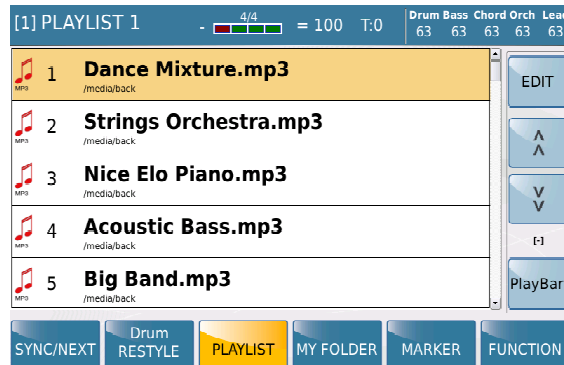 [1] PLAYLIST 1
- 4/4 = 100 T:0
Drum Bass Chord Orch Lead
63 63 63 63 63
1 Dance Mixture.mp3
MP3 /media/back
2 Strings Orchestra.mp3
MP3 /media/back
3 Nice Elo Piano.mp3
MP3 /media/back
4 Acoustic Bass.mp3
MP3 /media/back
5 Big Band.mp3
MP3 /media/back
EDIT
[-]
PlayBar
SYNC/NEXT
Drum
RESTYLE
PLAYLIST
MY FOLDER
MARKER
FUNCTION